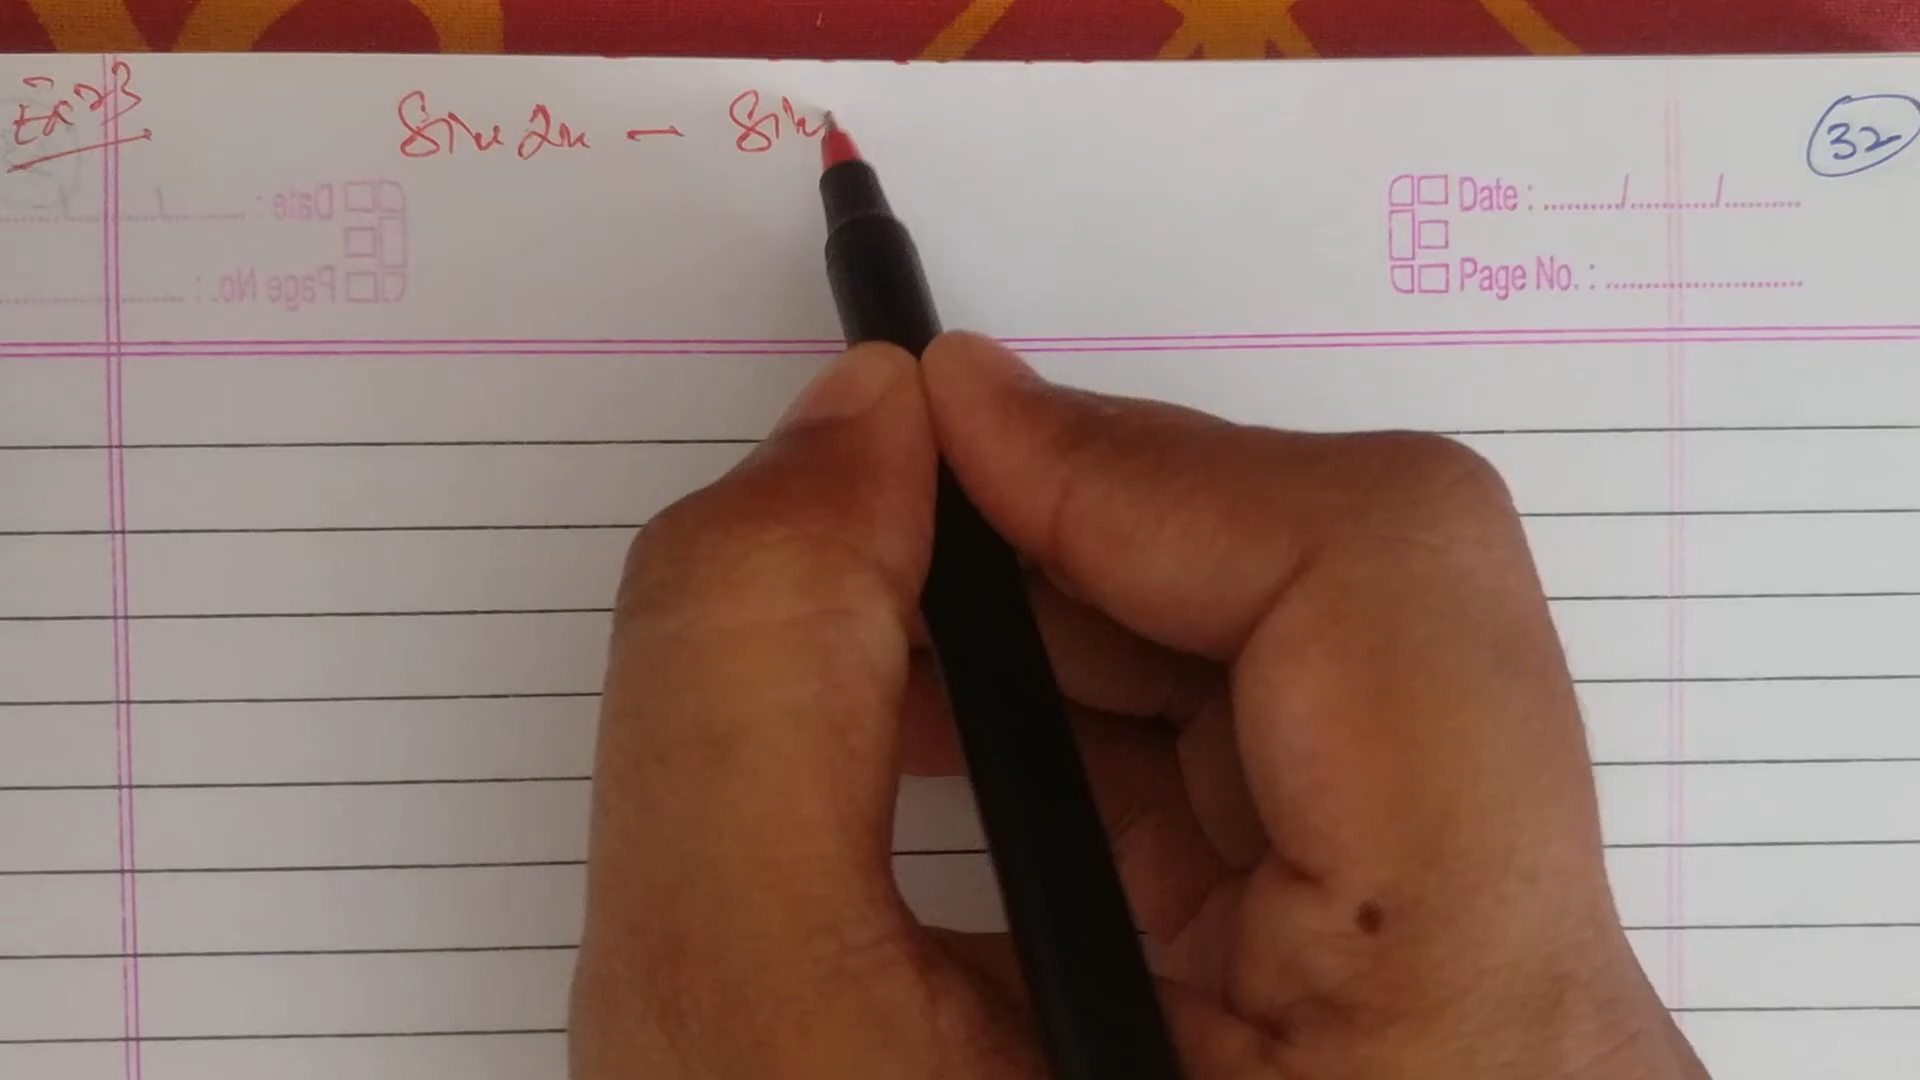 Ex 23 Sin 2x - Sin 32
Date : ........../............/..........
Page No. : ........................